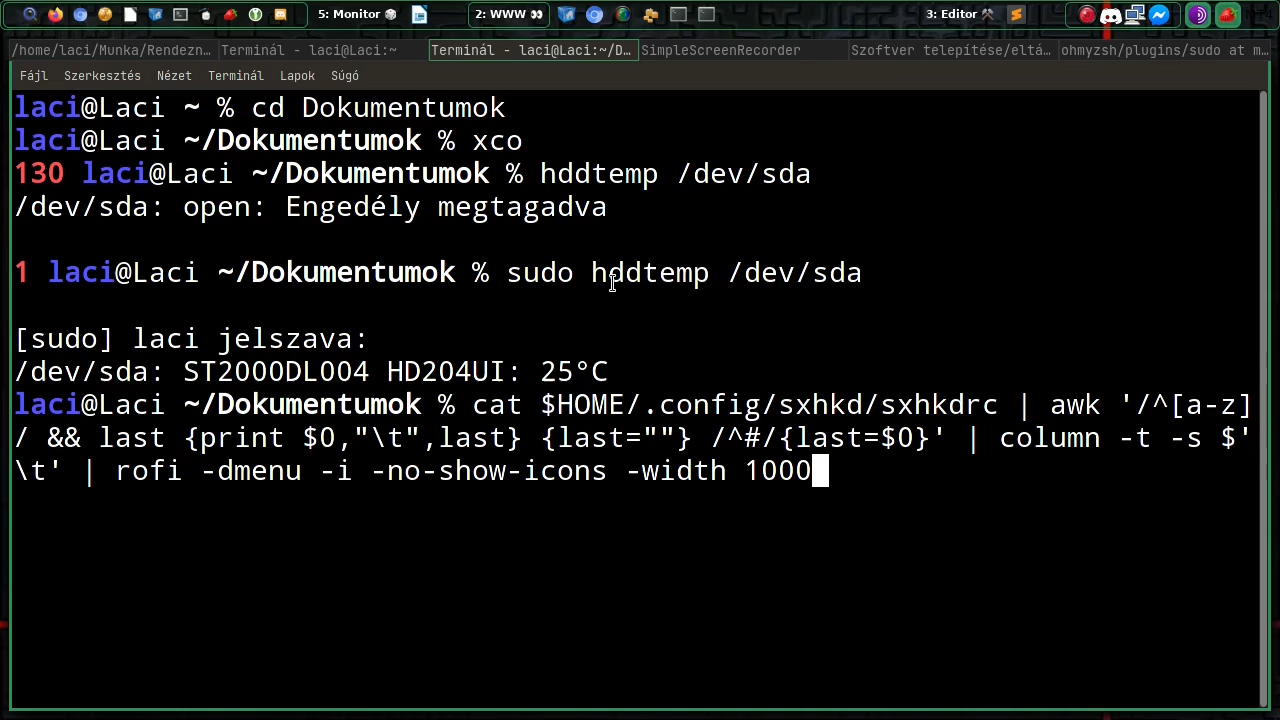 5: Monitor
2: WWW
3: Editor
/home/laci/Munka/Rendezn...
Terminál - laci@Laci:~
Terminál - laci@Laci:~/D...
SimpleScreenRecorder
Szoftver telepítése/eltá...
ohmyzsh/plugins/sudo at m...
Fájl Szerkesztés Nézet Terminál Lapok Súgó
laci@Laci ~ % cd Dokumentumok
laci@Laci ~/Dokumentumok % xco
130 laci@Laci ~/Dokumentumok % hddtemp /dev/sda
/dev/sda: open: Engedély megtagadva
1 laci@Laci ~/Dokumentumok % sudo hddtemp /dev/sda
[sudo] laci jelszava:
/dev/sda: ST2000DL004 HD204UI: 25°C
laci@Laci ~/Dokumentumok % cat $HOME/.config/sxhkd/sxhkdrc | awk '/^[a-z]
/ && last {print $0,"\t",last} {last=""} /^#/{last=$0}' | column -t -s $'
\t' | rofi -dmenu -i -no-show-icons -width 1000